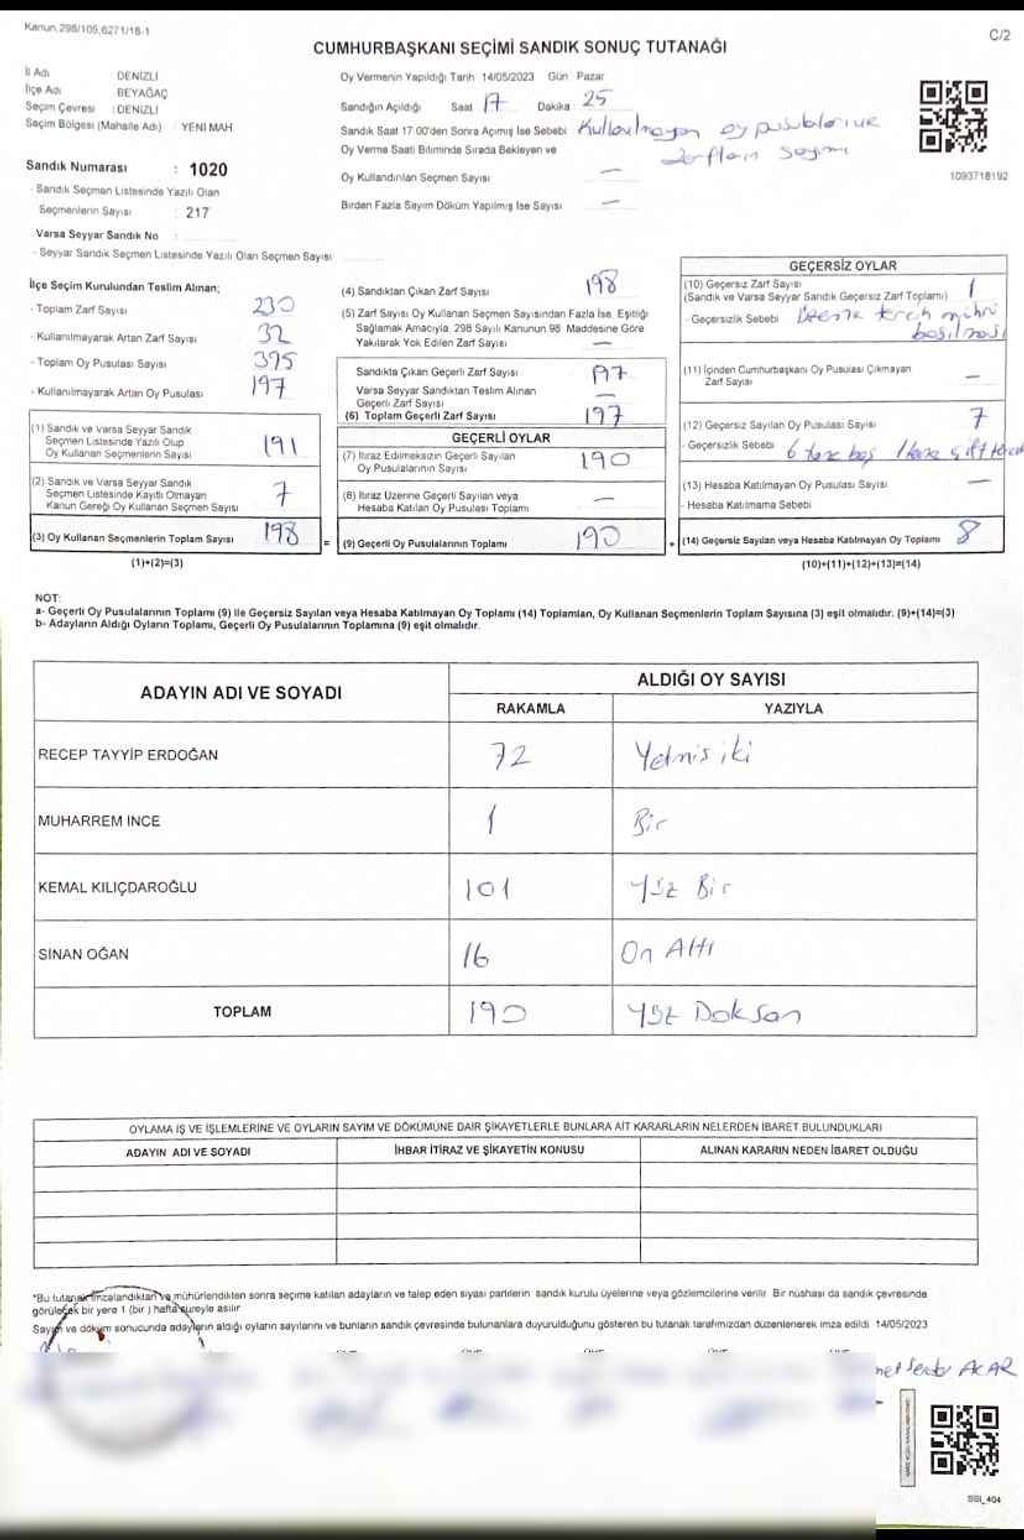 Kanun.298/105,6271/18-1
C/2
CUMHURBAŞKANI SEÇİMİ SANDIK SONUÇ TUTANAĞI
İl Adı DENİZLİ
İlçe Adı BEYAĞAÇ
Seçim Çevresi : DENİZLİ
Seçim Bölgesi (Mahalle Adı) YENİ MAH
Sandık Numarası : 1020
- Sandık Seçmen Listesinde Yazılı Olan
Seçmenlerin Sayısı : 217
Varsa Seyyar Sandık No :
- Seyyar Sandık Seçmen Listesinde Yazılı Olan Seçmen Sayısı
Oy Vermenin Yapıldığı Tarih 14/05/2023 Gün Pazar
Sandığın Açıldığı Saat 17 Dakika 25
Sandık Saat 17:00'den Sonra Açımış İse Sebebi Kullanılmayan oy pusublarını ve
Oy Verme Saati Bitiminde Sırada Bekleyen ve zarfların sayımı
Oy Kullandırılan Seçmen Sayısı —
Birden Fazla Sayım Döküm Yapılmış İse Sayısı —
1093718192
İlçe Seçim Kurulundan Teslim Alınan;
- Toplam Zarf Sayısı 230
- Kullanılmayarak Artan Zarf Sayısı 32
- Toplam Oy Pusulası Sayısı 395
- Kullanılmayarak Artan Oy Pusulası 197
(1) Sandık ve Varsa Seyyar Sandık
Seçmen Listesinde Yazılı Olup
Oy Kullanan Seçmenlerin Sayısı 191
(2) Sandık ve Varsa Seyyar Sandık
Seçmen Listesinde Kayıtlı Olmayan
Kanun Gereği Oy Kullanan Seçmen Sayısı 7
(3) Oy Kullanan Seçmenlerin Toplam Sayısı 198 =
(1)+(2)=(3)
(4) Sandıktan Çıkan Zarf Sayısı 198
(5) Zarf Sayısı Oy Kullanan Seçmen Sayısından Fazla İse, Eşitliği
Sağlamak Amacıyla, 298 Sayılı Kanunun 98 Maddesine Göre
Yakılarak Yok Edilen Zarf Sayısı —
Sandıkta Çıkan Geçerli Zarf Sayısı 197
Varsa Seyyar Sandıktan Teslim Alınan
Geçerli Zarf Sayısı —
(6) Toplam Geçerli Zarf Sayısı 197
GEÇERLİ OYLAR
(7) İtiraz Edilmeksizin Geçerli Sayılan
Oy Pusulalarının Sayısı 190
(8) İtiraz Üzerine Geçerli Sayılan veya
Hesaba Katılan Oy Pusulası Toplamı —
(9) Geçerli Oy Pusulalarının Toplamı 190 +
GEÇERSİZ OYLAR
(10) Geçersiz Zarf Sayısı
(Sandık ve Varsa Seyyar Sandık Geçersiz Zarf Toplamı) 1
- Geçersizlik Sebebi Üzerine tercih mührü
basılması
(11) İçinden Cumhurbaşkanı Oy Pusulası Çıkmayan
Zarf Sayısı —
(12) Geçersiz Sayılan Oy Pusulası Sayısı 7
- Geçersizlik Sebebi 6 tane boş 1 tane çift tercih
(13) Hesaba Katılmayan Oy Pusulası Sayısı —
- Hesaba Katılmama Sebebi
(14) Geçersiz Sayılan veya Hesaba Katılmayan Oy Toplamı 8
(10)+(11)+(12)+(13)=(14)
NOT:
a- Geçerli Oy Pusulalarının Toplamı (9) ile Geçersiz Sayılan veya Hesaba Katılmayan Oy Toplamı (14) Toplamları, Oy Kullanan Seçmenlerin Toplam Sayısına (3) eşit olmalıdır. (9)+(14)=(3)
b- Adayların Aldığı Oyların Toplamı, Geçerli Oy Pusulalarının Toplamına (9) eşit olmalıdır.
ADAYIN ADI VE SOYADI
ALDIĞI OY SAYISI
RAKAMLA YAZIYLA
RECEP TAYYİP ERDOĞAN 72 Yetmiş iki
MUHARREM İNCE 1 Bir
KEMAL KILIÇDAROĞLU 101 Yüz Bir
SİNAN OĞAN 16 On Altı
TOPLAM 190 Yüz Doksan
OYLAMA İŞ VE İŞLEMLERİNE VE OYLARIN SAYIM VE DÖKÜMÜNE DAİR ŞİKAYETLERLE BUNLARA AİT KARARLARIN NELERDEN İBARET BULUNDUKLARI
ADAYIN ADI VE SOYADI İHBAR İTİRAZ VE ŞİKAYETİN KONUSU ALINAN KARARIN NEDEN İBARET OLDUĞU
*Bu tutanak imzalandıktan ve mühürlendikten sonra seçime katılan adayların ve talep eden siyasi partilerin sandık kurulu üyelerine veya gözlemcilerine verilir. Bir nüshası da sandık çevresinde
görülecek bir yere 1 (bir) hafta süreyle asılır
Sayım ve döküm sonucunda adayların aldığı oyların sayılarını ve bunların sandık çevresinde bulunanlara duyurulduğunu gösteren bu tutanak tarafımızdan düzenlenerek imza edildi 14/05/2023
ACAR
SBI_404